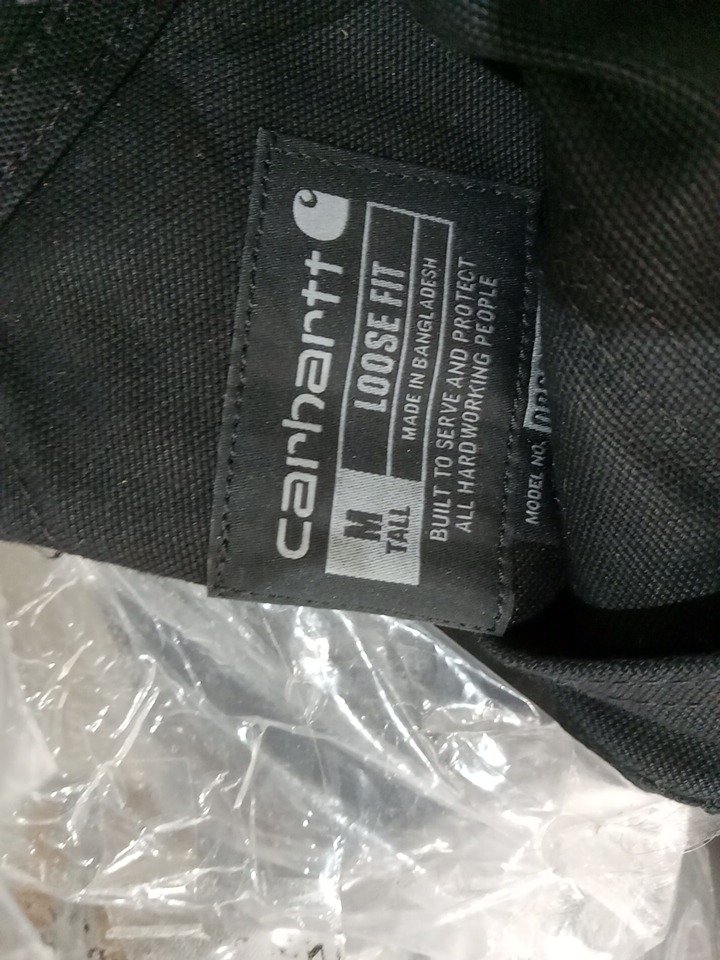 carhartt
M
TALL
LOOSE FIT
MADE IN BANGLADESH
BUILT TO SERVE AND PROTECT
ALL HARDWORKING PEOPLE
MODEL NO.